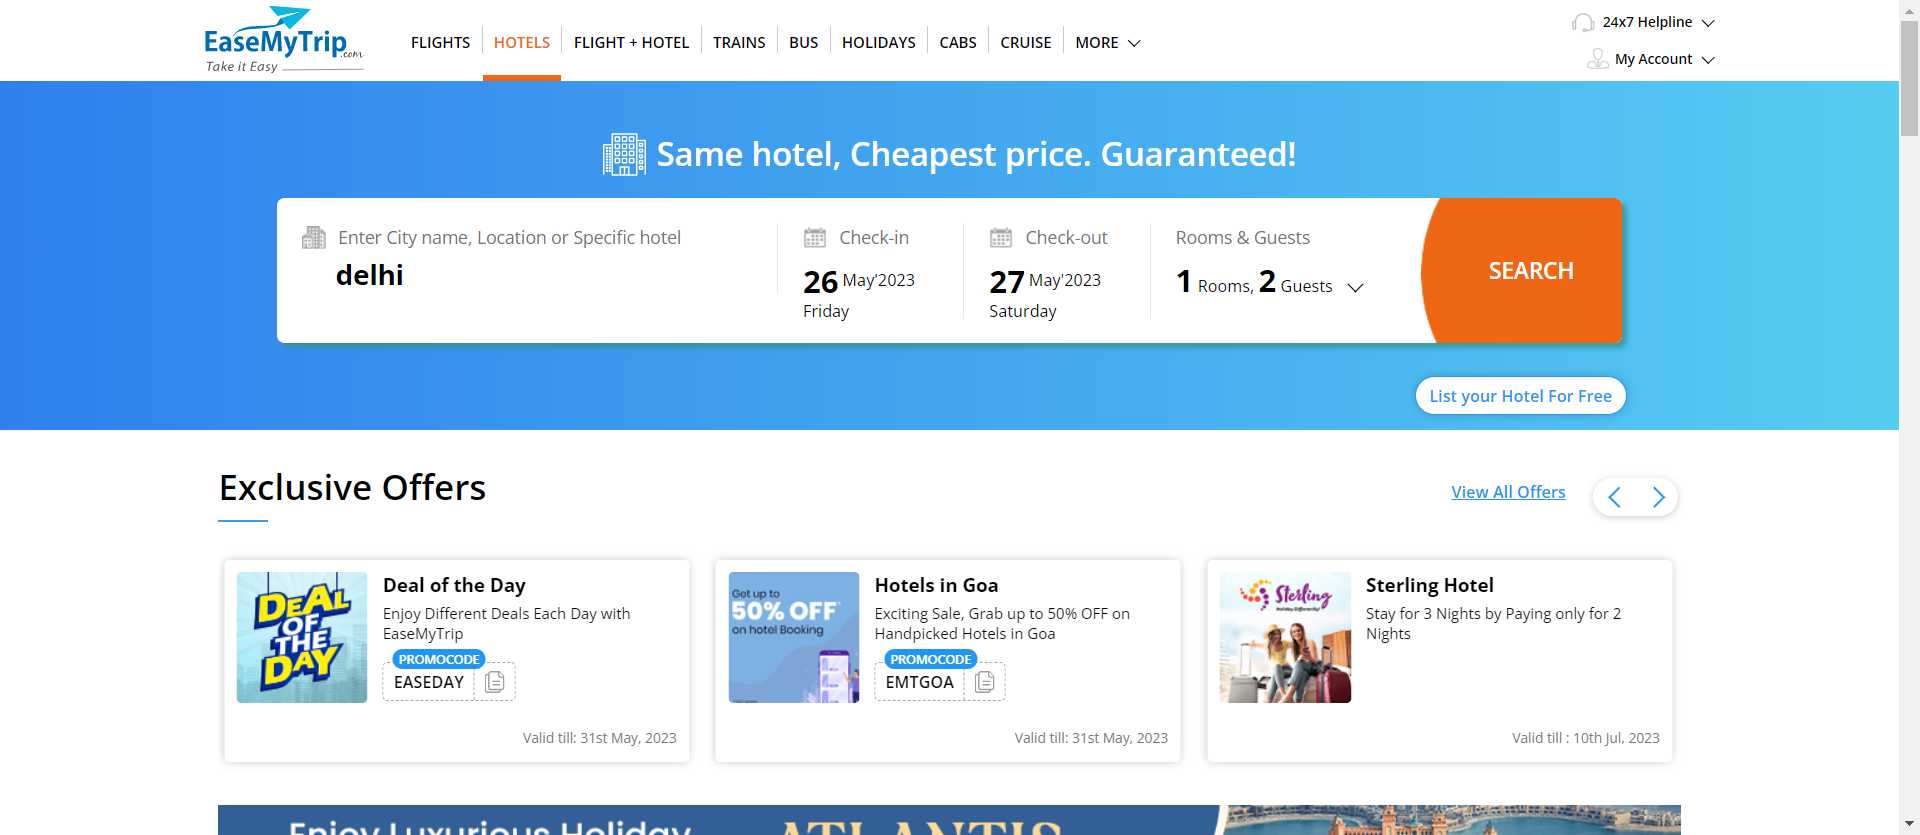 EaseMyTrip.com
Take it Easy
FLIGHTS
HOTELS
FLIGHT + HOTEL
TRAINS
BUS
HOLIDAYS
CABS
CRUISE
MORE
24x7 Helpline
My Account
Same hotel, Cheapest price. Guaranteed!
Enter City name, Location or Specific hotel
delhi
Check-in
26 May'2023
Friday
Check-out
27 May'2023
Saturday
Rooms & Guests
1 Rooms, 2 Guests
SEARCH
List your Hotel For Free
Exclusive Offers
View All Offers
DEAL
OF
THE
DAY
Deal of the Day
Enjoy Different Deals Each Day with
EaseMyTrip
PROMOCODE
EASEDAY
Valid till: 31st May, 2023
Get up to
50% OFF*
on hotel Booking
Hotels in Goa
Exciting Sale, Grab up to 50% OFF on
Handpicked Hotels in Goa
PROMOCODE
EMTGOA
Valid till: 31st May, 2023
Sterling
Holiday Differently!
Sterling Hotel
Stay for 3 Nights by Paying only for 2
Nights
Valid till : 10th Jul, 2023
Enjoy Luxurious Holiday
ATLANTIS